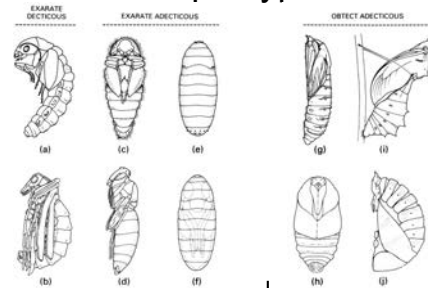 EXARATE
DECTICOUS
EXARATE ADECTICOUS
OBTECT ADECTICOUS
(a)
(c)
(e)
(g)
(i)
(b)
(d)
(f)
(h)
(j)